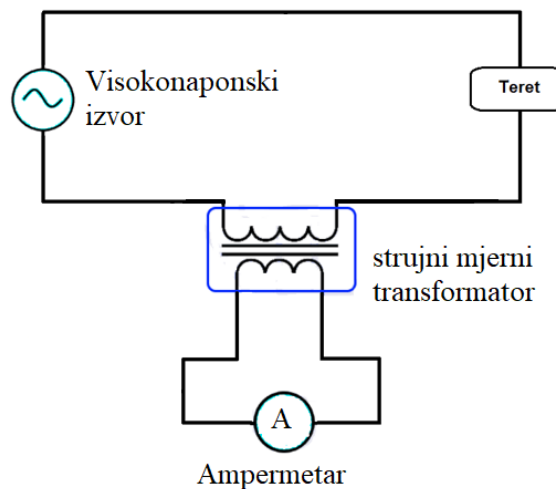 Visokonaponski
izvor
Teret
strujni mjerni
transformator
A
Ampermetar